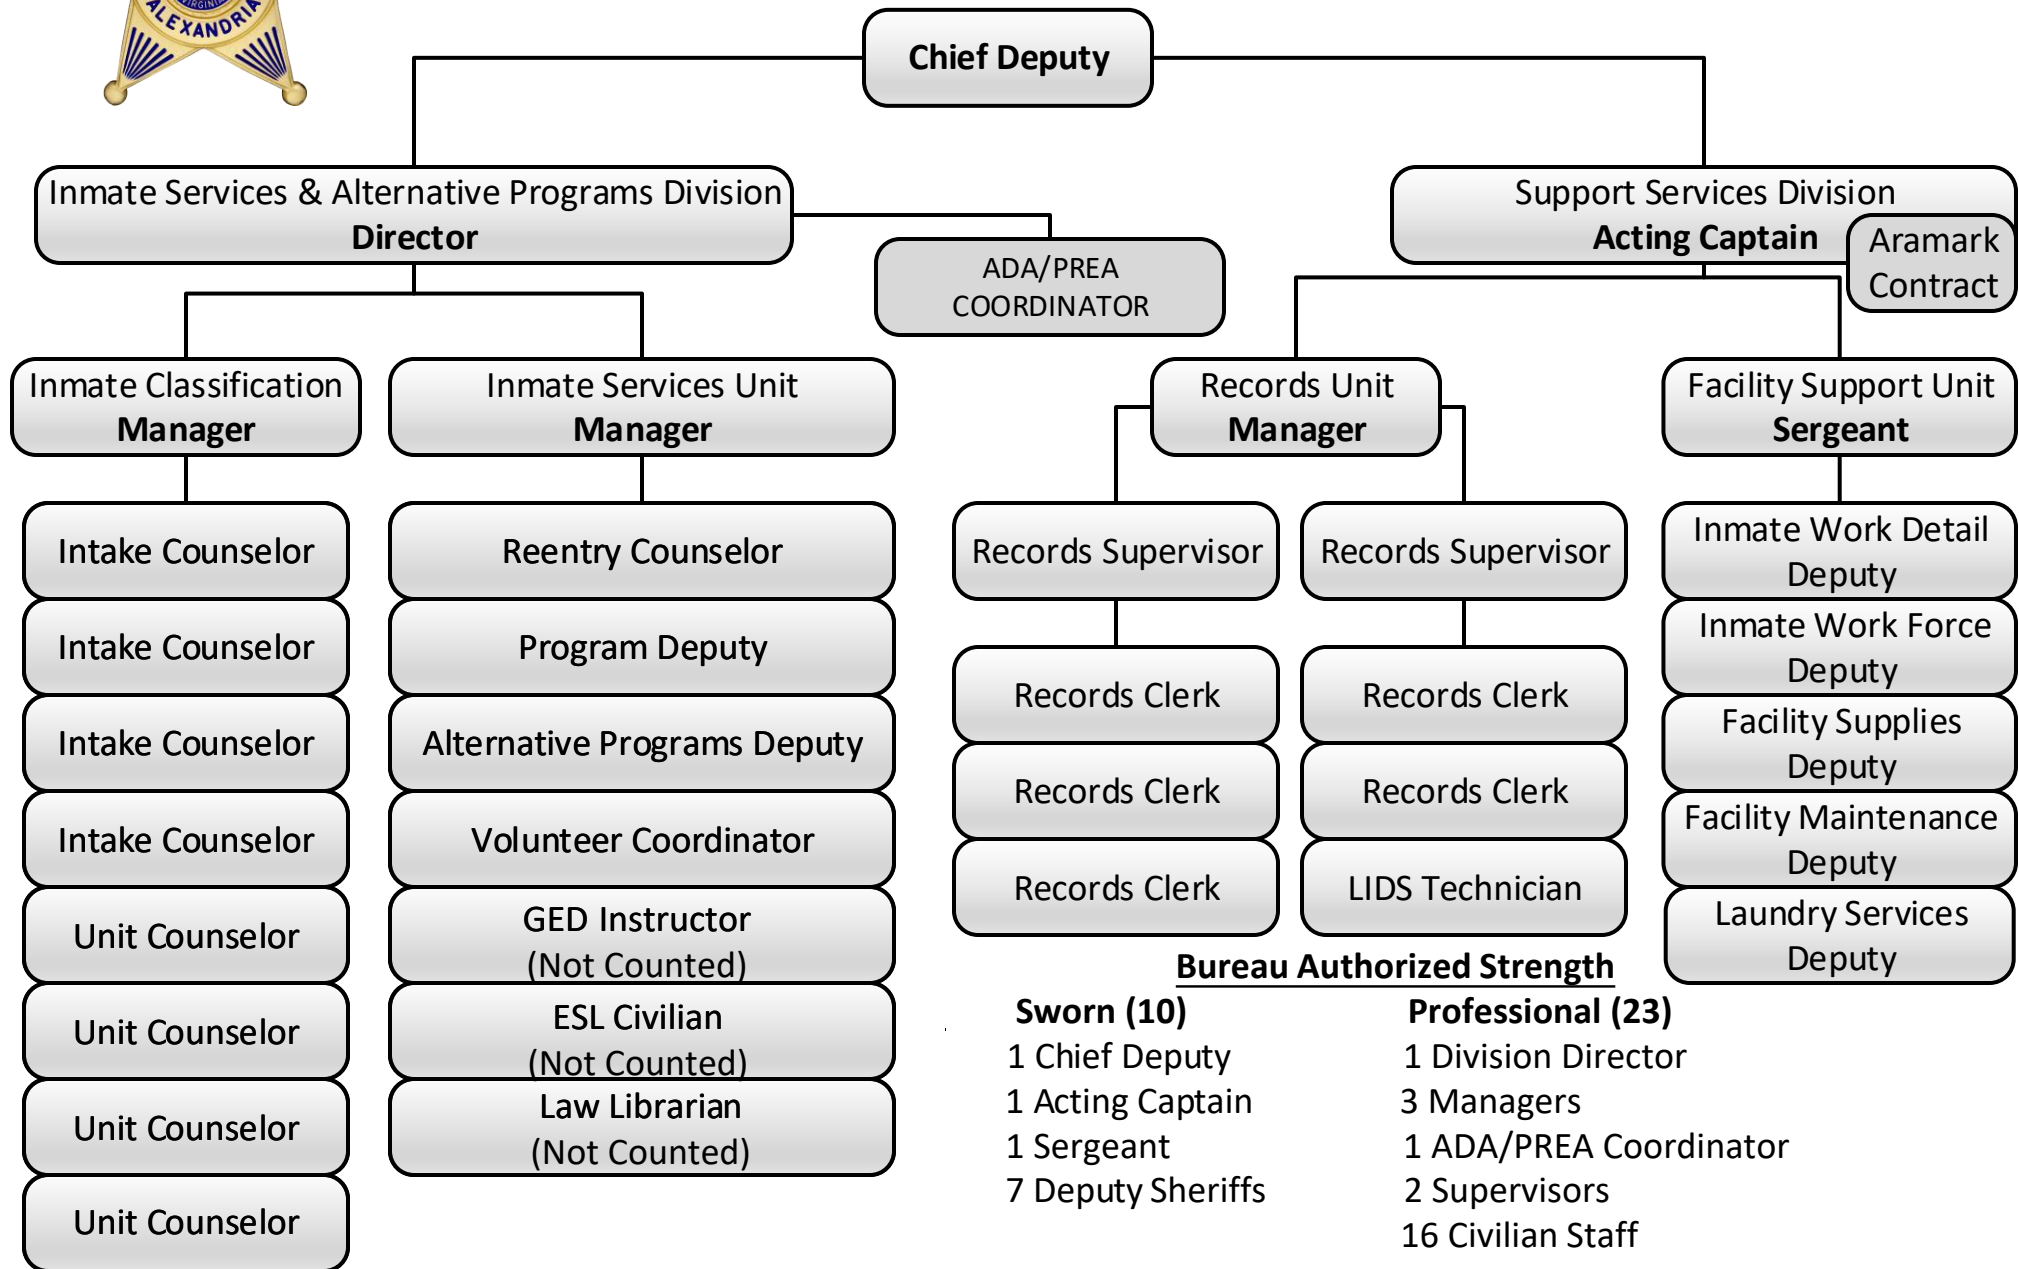 VIRGINIA
ALEXANDRIA
Chief Deputy
Inmate Services & Alternative Programs Division
Director
Support Services Division
Acting Captain
Aramark
Contract
ADA/PREA
COORDINATOR
Inmate Classification
Manager
Inmate Services Unit
Manager
Records Unit
Manager
Facility Support Unit
Sergeant
Intake Counselor
Intake Counselor
Intake Counselor
Intake Counselor
Unit Counselor
Unit Counselor
Unit Counselor
Unit Counselor
Reentry Counselor
Program Deputy
Alternative Programs Deputy
Volunteer Coordinator
GED Instructor
(Not Counted)
ESL Civilian
(Not Counted)
Law Librarian
(Not Counted)
Records Supervisor
Records Clerk
Records Clerk
Records Clerk
Records Supervisor
Records Clerk
Records Clerk
LIDS Technician
Inmate Work Detail
Deputy
Inmate Work Force
Deputy
Facility Supplies
Deputy
Facility Maintenance
Deputy
Laundry Services
Deputy
Bureau Authorized Strength
Sworn (10)
1 Chief Deputy
1 Acting Captain
1 Sergeant
7 Deputy Sheriffs
Professional (23)
1 Division Director
3 Managers
1 ADA/PREA Coordinator
2 Supervisors
16 Civilian Staff